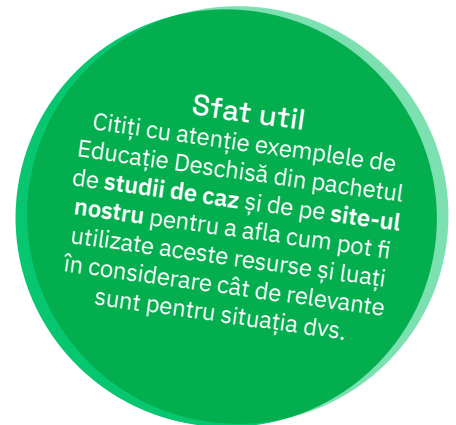 Sfat util
Citiți cu atenție exemplele de
Educație Deschisă din pachetul
de studii de caz și de pe site-ul
nostru pentru a afla cum pot fi
utilizate aceste resurse și luați
în considerare cât de relevante
sunt pentru situația dvs.